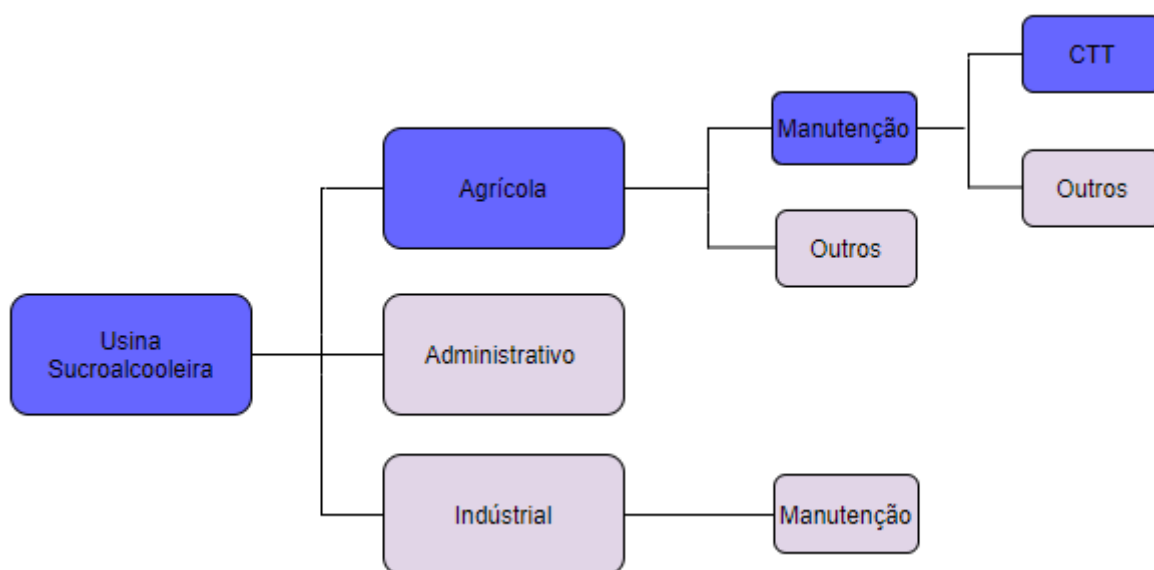 CTT
Manutenção
Agrícola
Outros
Outros
Usina
Sucroalcooleira
Administrativo
Indústrial
Manutenção